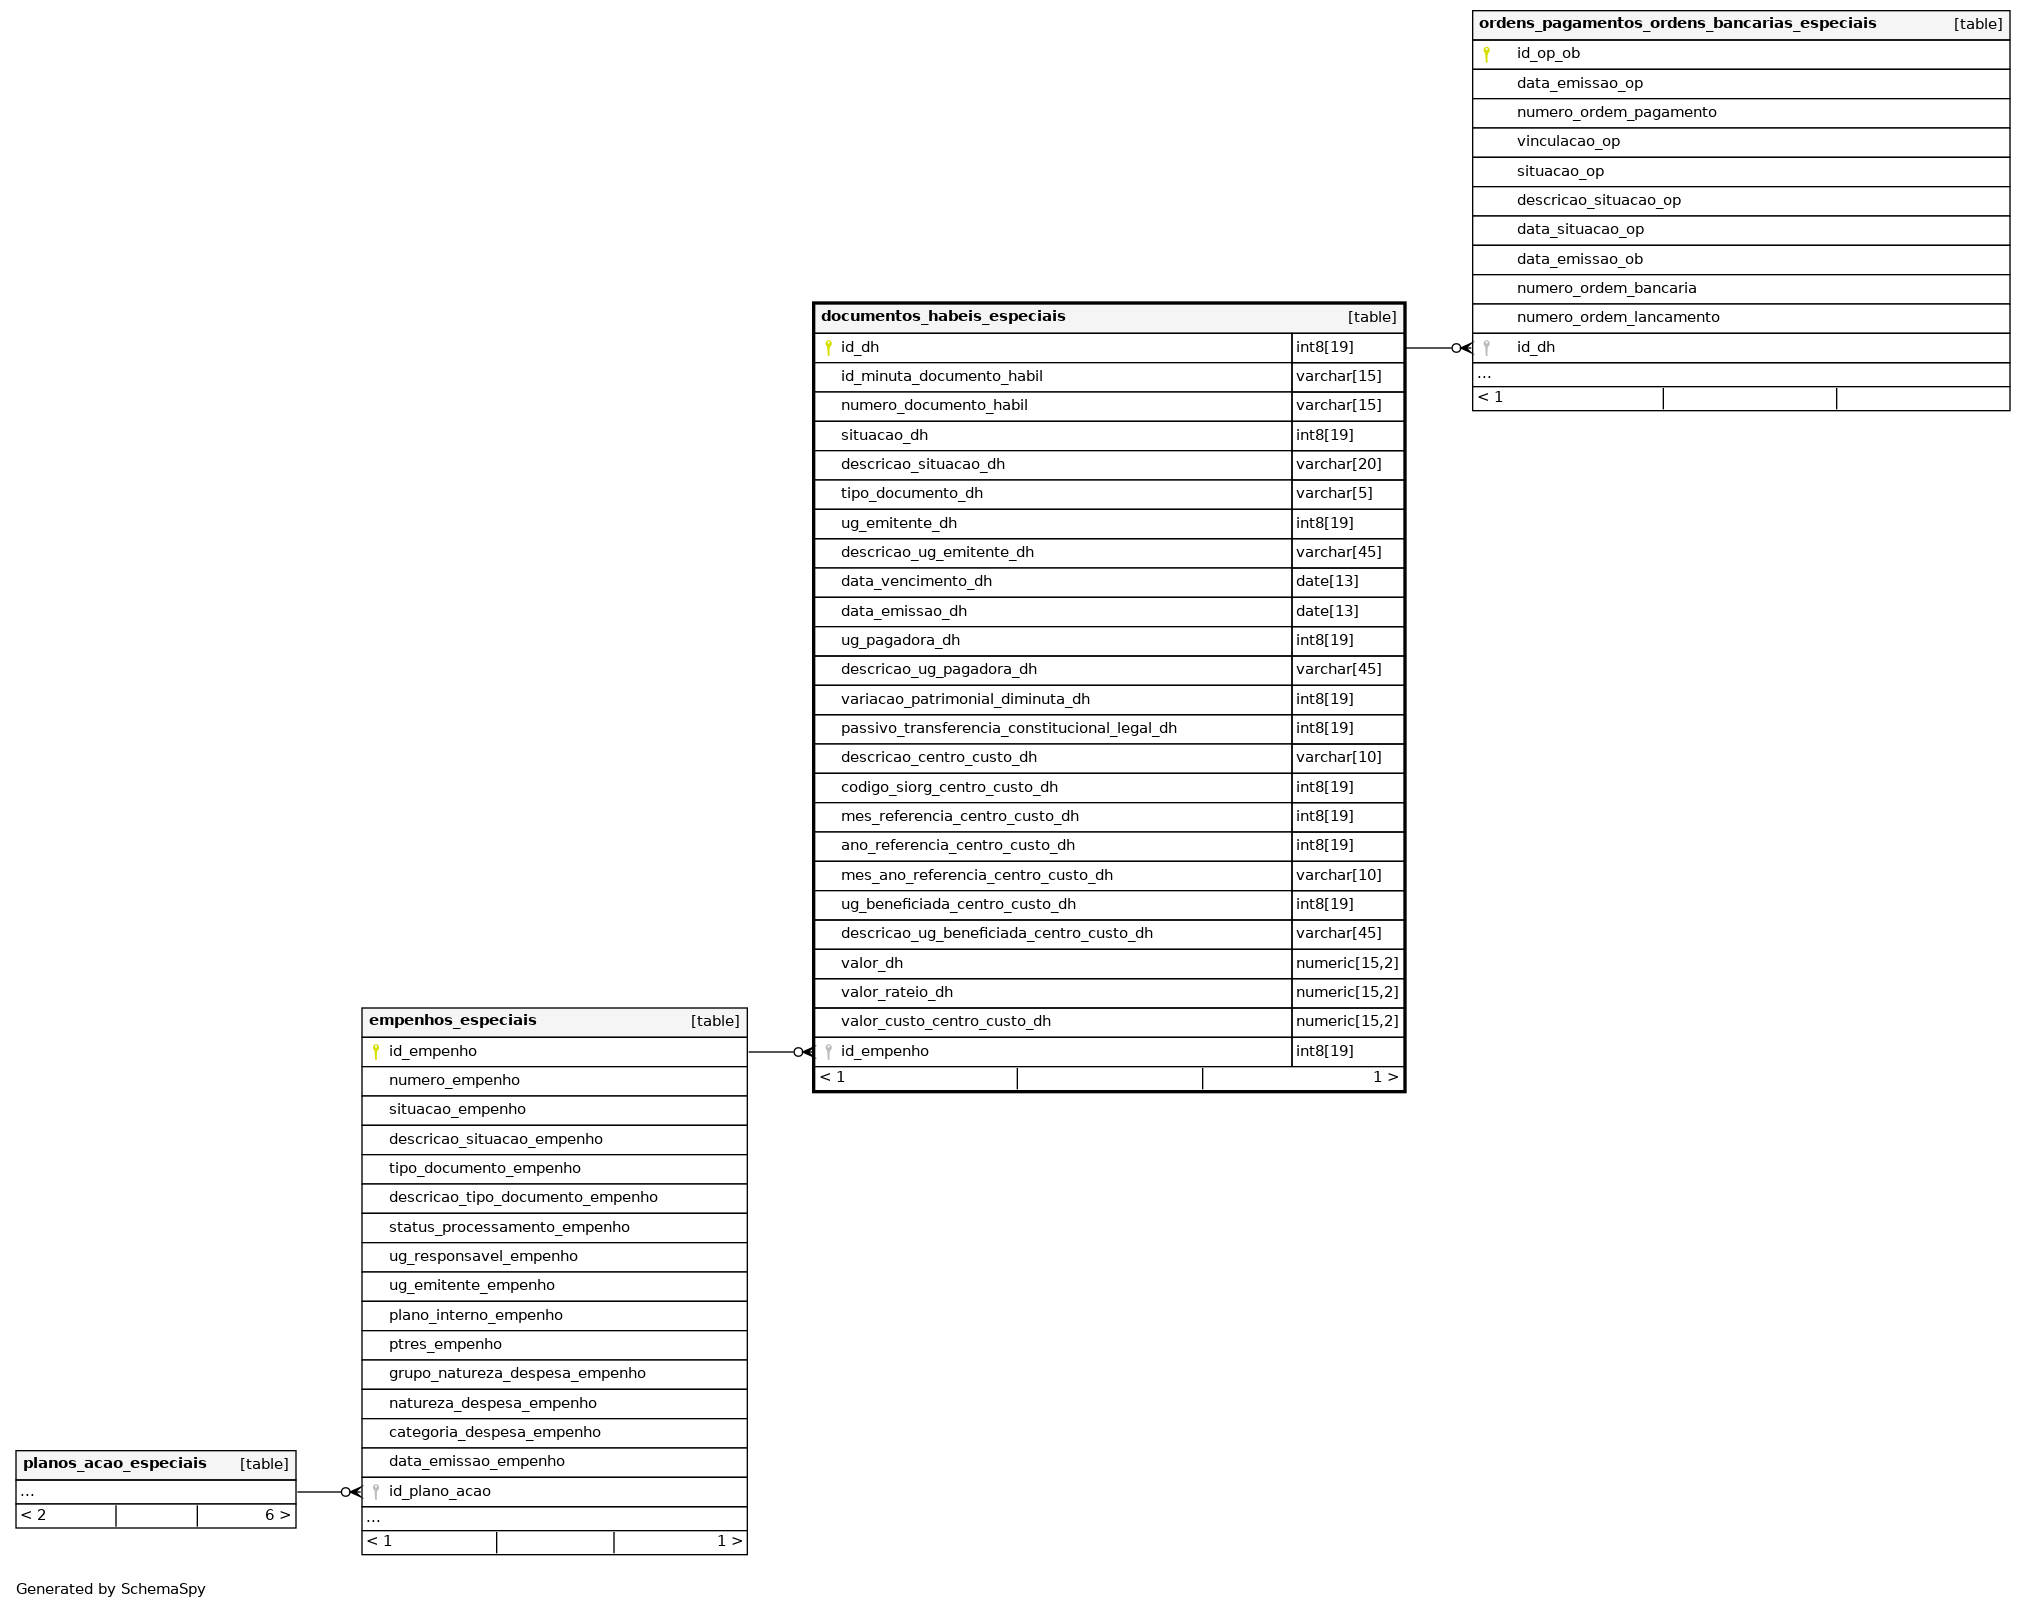 ordens_pagamentos_ordens_bancarias_especiais [table]
id_op_ob
data_emissao_op
numero_ordem_pagamento
vinculacao_op
situacao_op
descricao_situacao_op
data_situacao_op
data_emissao_ob
numero_ordem_bancaria
numero_ordem_lancamento
id_dh
...
< 1
documentos_habeis_especiais [table]
id_dh int8[19]
id_minuta_documento_habil varchar[15]
numero_documento_habil varchar[15]
situacao_dh int8[19]
descricao_situacao_dh varchar[20]
tipo_documento_dh varchar[5]
ug_emitente_dh int8[19]
descricao_ug_emitente_dh varchar[45]
data_vencimento_dh date[13]
data_emissao_dh date[13]
ug_pagadora_dh int8[19]
descricao_ug_pagadora_dh varchar[45]
variacao_patrimonial_diminuta_dh int8[19]
passivo_transferencia_constitucional_legal_dh int8[19]
descricao_centro_custo_dh varchar[10]
codigo_siorg_centro_custo_dh int8[19]
mes_referencia_centro_custo_dh int8[19]
ano_referencia_centro_custo_dh int8[19]
mes_ano_referencia_centro_custo_dh varchar[10]
ug_beneficiada_centro_custo_dh int8[19]
descricao_ug_beneficiada_centro_custo_dh varchar[45]
valor_dh numeric[15,2]
valor_rateio_dh numeric[15,2]
valor_custo_centro_custo_dh numeric[15,2]
id_empenho int8[19]
< 1 1 >
empenhos_especiais [table]
id_empenho
numero_empenho
situacao_empenho
descricao_situacao_empenho
tipo_documento_empenho
descricao_tipo_documento_empenho
status_processamento_empenho
ug_responsavel_empenho
ug_emitente_empenho
plano_interno_empenho
ptres_empenho
grupo_natureza_despesa_empenho
natureza_despesa_empenho
categoria_despesa_empenho
data_emissao_empenho
id_plano_acao
...
< 1 1 >
planos_acao_especiais [table]
...
< 2 6 >
Generated by SchemaSpy